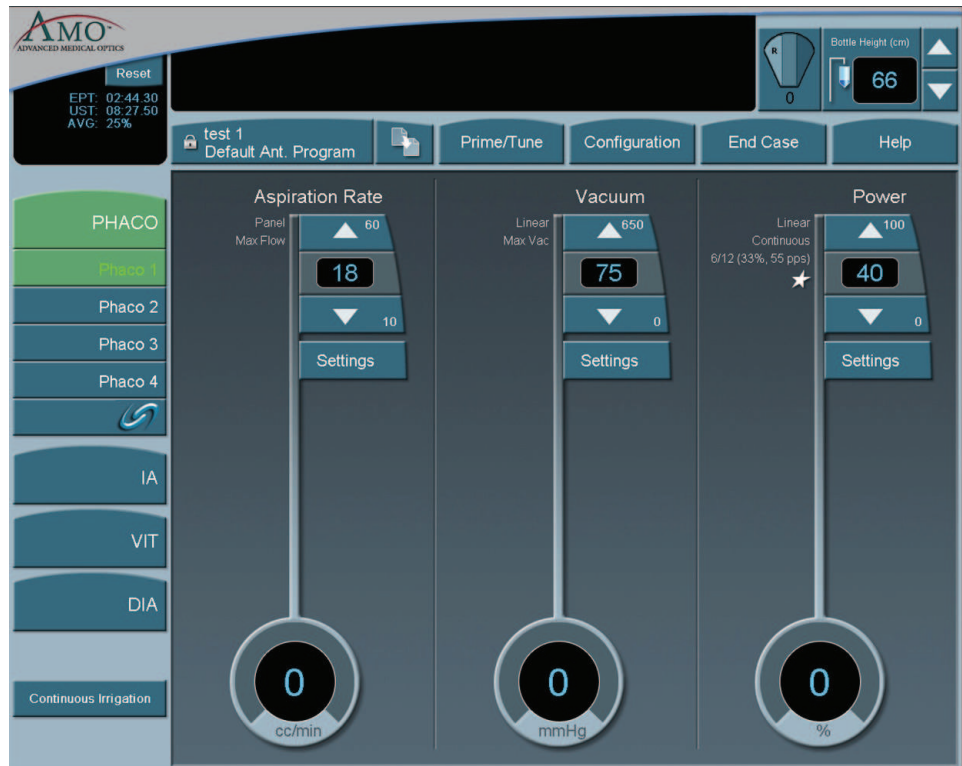 AMO
ADVANCED MEDICAL OPTICS
Reset
EPT: 02:44.30
UST: 08:27.50
AVG: 25%
R
0
Bottle Height (cm)
66
test 1
Default Ant. Program
Prime/Tune
Configuration
End Case
Help
PHACO
Phaco 1
Phaco 2
Phaco 3
Phaco 4
IA
VIT
DIA
Continuous Irrigation
Aspiration Rate
Panel
Max Flow
60
18
10
Settings
0
cc/min
Vacuum
Linear
Max Vac
650
75
0
Settings
0
mmHg
Power
Linear
Continuous
6/12 (33%, 55 pps)
100
40
0
Settings
0
%